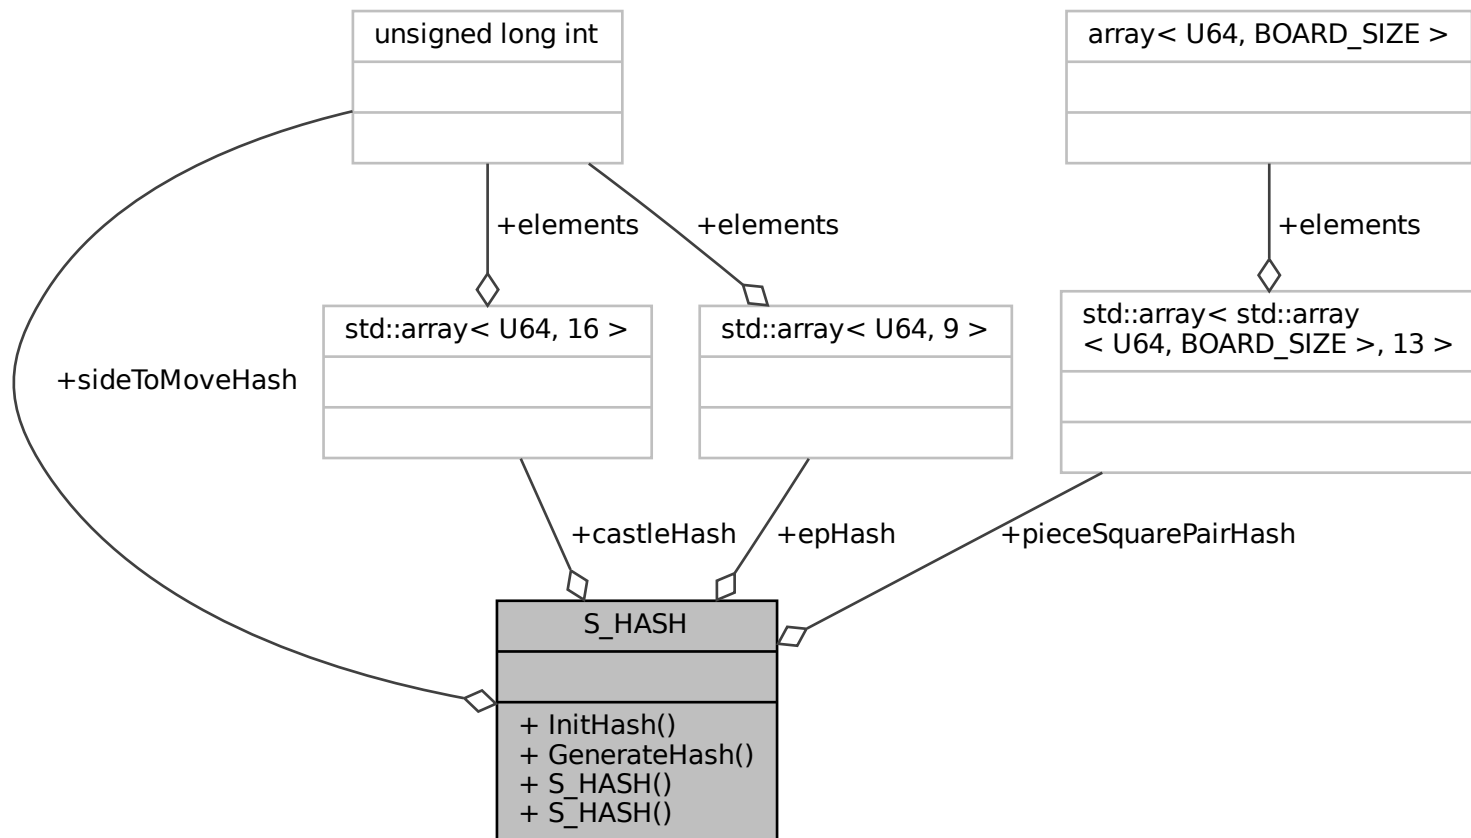 unsigned long int
array< U64, BOARD_SIZE >
+elements
+elements
+elements
std::array< U64, 16 >
std::array< U64, 9 >
std::array< std::array
< U64, BOARD_SIZE >, 13 >
+sideToMoveHash
+castleHash
+epHash
+pieceSquarePairHash
S_HASH
+ InitHash()
+ GenerateHash()
+ S_HASH()
+ S_HASH()